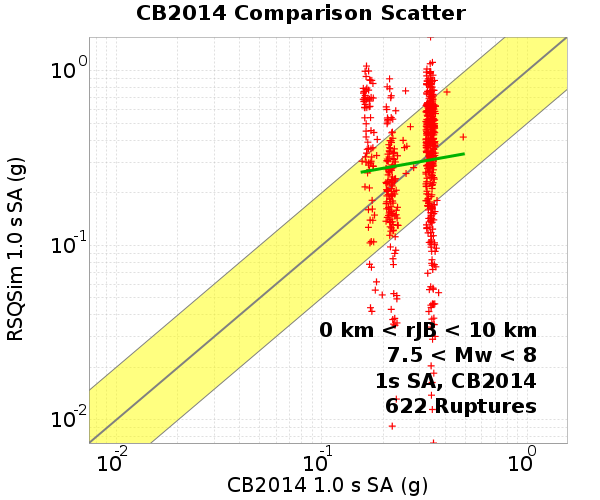 CB2014 Comparison Scatter
RSQSim 1.0 s SA (g)
10^0
10^-1
10^-2
0 km < rJB < 10 km
7.5 < Mw < 8
1s SA, CB2014
622 Ruptures
10^-2
10^-1
10^0
CB2014 1.0 s SA (g)